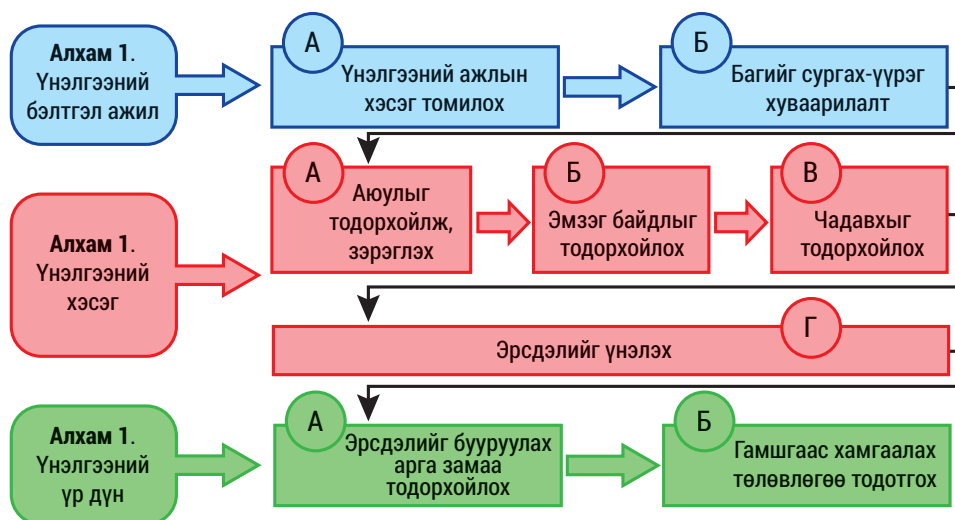 Алхам 1.
Үнэлгээний
бэлтгэл ажил
А
Үнэлгээний ажлын
хэсэг томилох
Б
Багийг сургах-үүрэг
хуваарилалт
Алхам 1.
Үнэлгээний
хэсэг
А
Аюулыг
тодорхойлж,
зэрэглэх
Б
Эмзэг байдлыг
тодорхойлох
В
Чадавхыг
тодорхойлох
Г
Эрсдэлийг үнэлэх
Алхам 1.
Үнэлгээний
үр дүн
А
Эрсдэлийг бууруулах
арга замаа
тодорхойлох
Б
Гамшгаас хамгаалах
төлөвлөгөө тодотгох